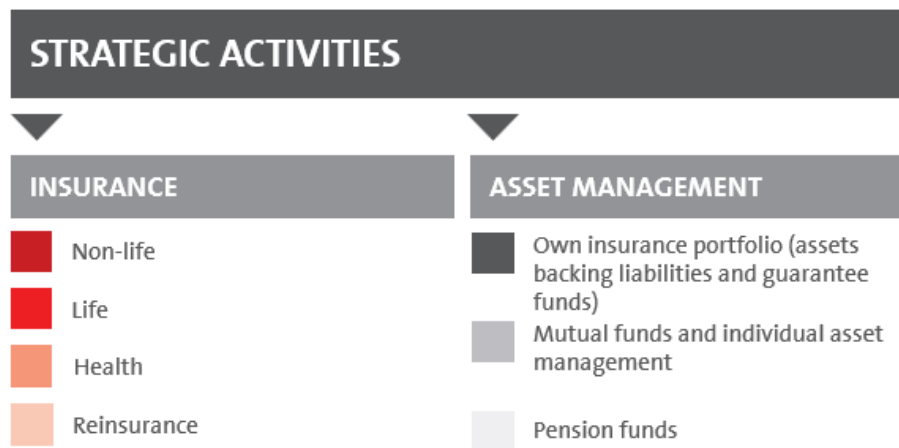 STRATEGIC ACTIVITIES
INSURANCE
Non-life
Life
Health
Reinsurance
ASSET MANAGEMENT
Own insurance portfolio (assets
backing liabilities and guarantee
funds)
Mutual funds and individual asset
management
Pension funds